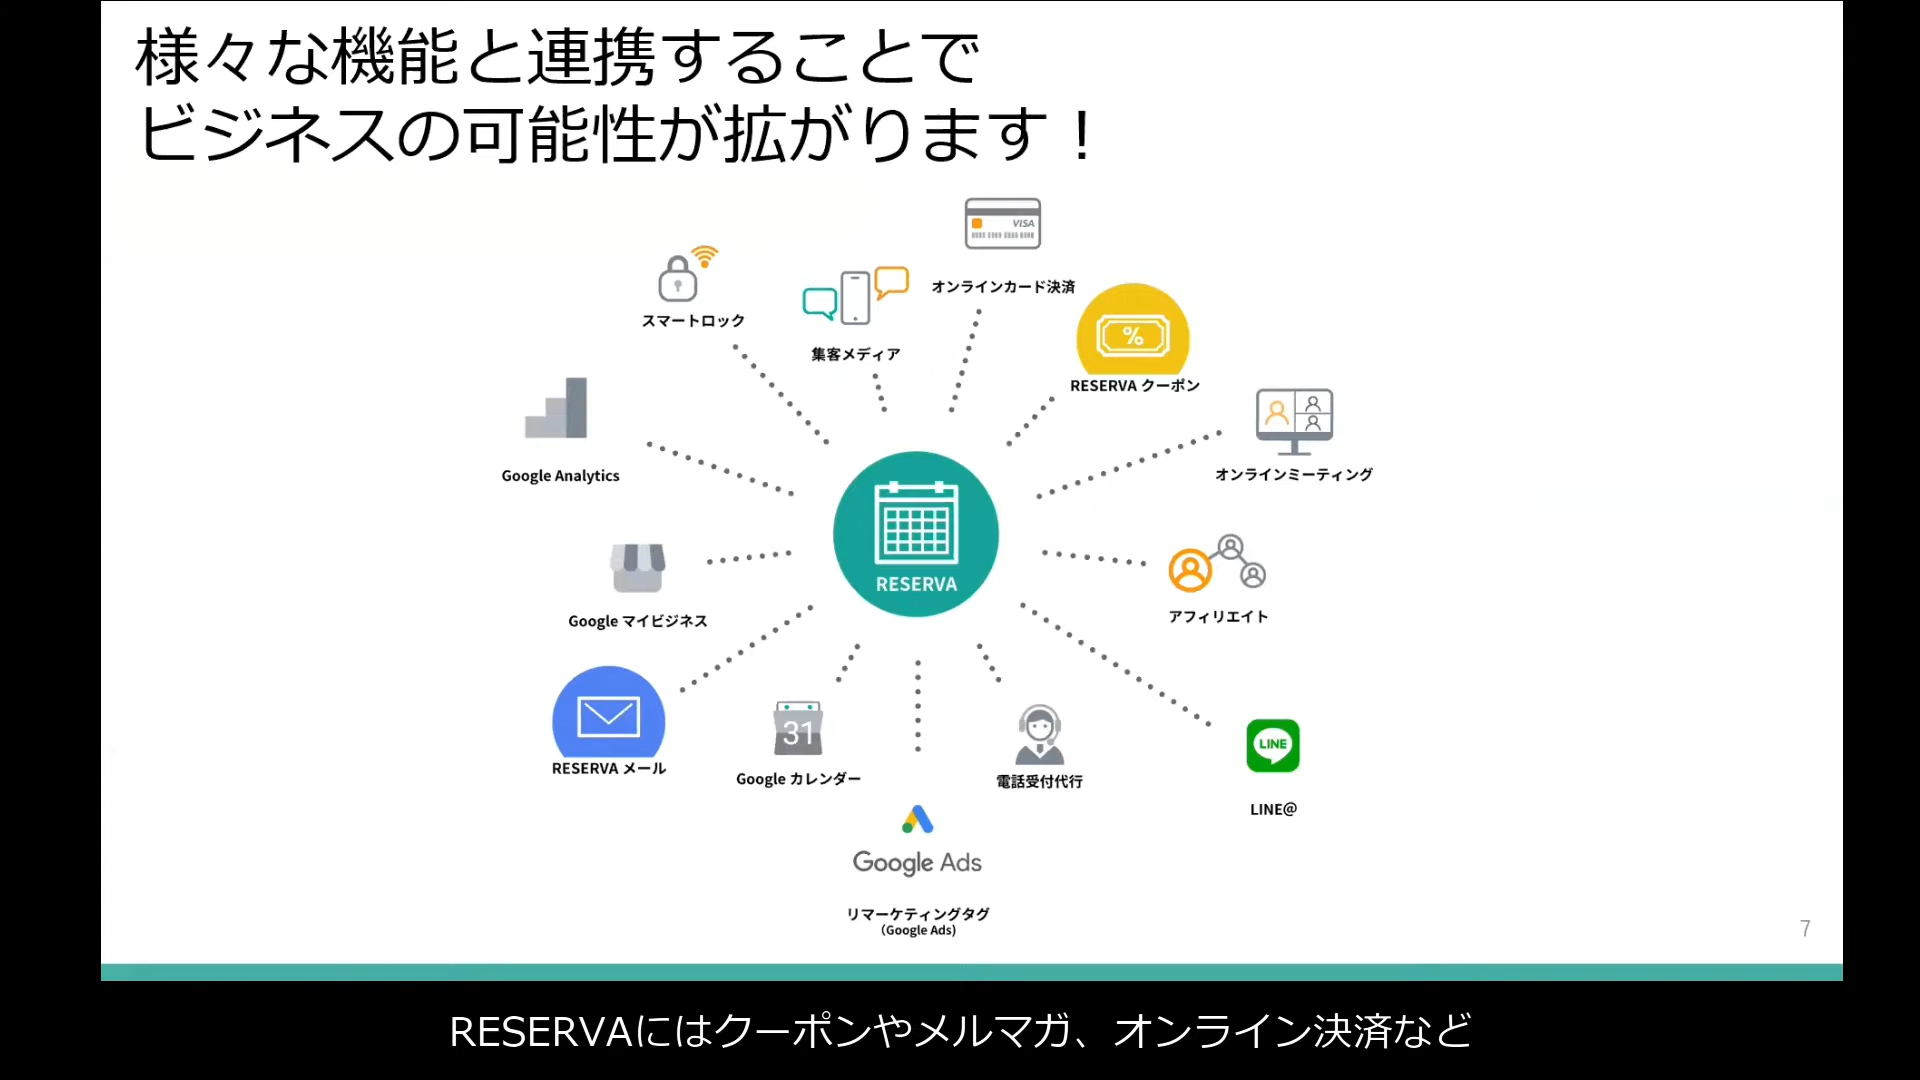 様々な機能と連携することで
ビジネスの可能性が拡がります！
VISA
オンラインカード決済
スマートロック
集客メディア
%
RESERVA クーポン
Google Analytics
オンラインミーティング
RESERVA
Google マイビジネス
アフィリエイト
RESERVA メール
31
Google カレンダー
電話受付代行
LINE
LINE@
Google Ads
リマーケティングタグ
(Google Ads)
7
RESERVAにはクーポンやメルマガ、オンライン決済など